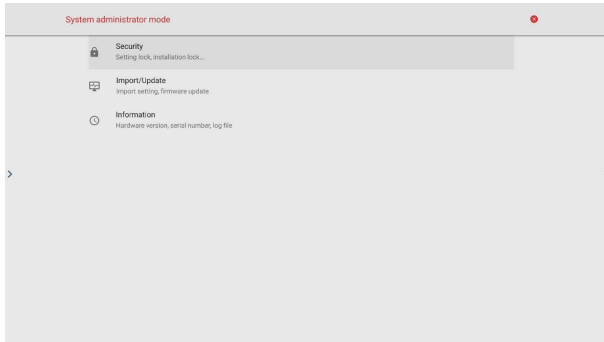 System administrator mode
Security
Setting lock, installation lock...
Import/Update
Import setting, firmware update
Information
Hardware version, serial number, log file